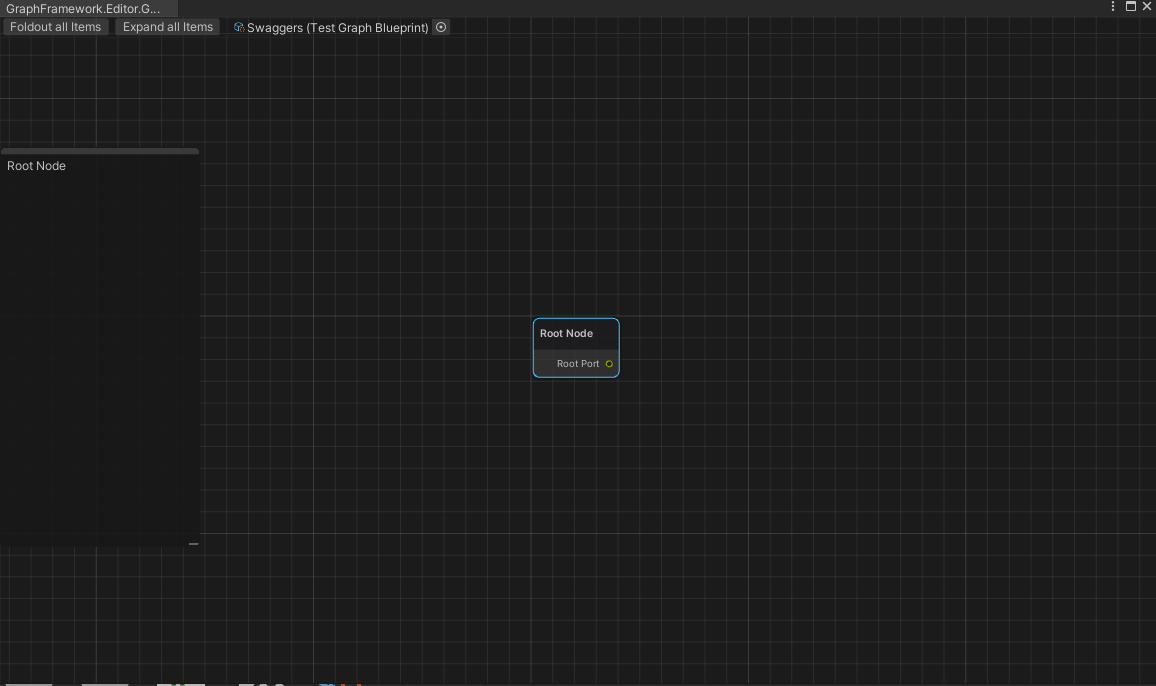 GraphFramework.Editor.G...
Foldout all Items
Expand all Items
Swaggers (Test Graph Blueprint)
Root Node
Root Node
Root Port